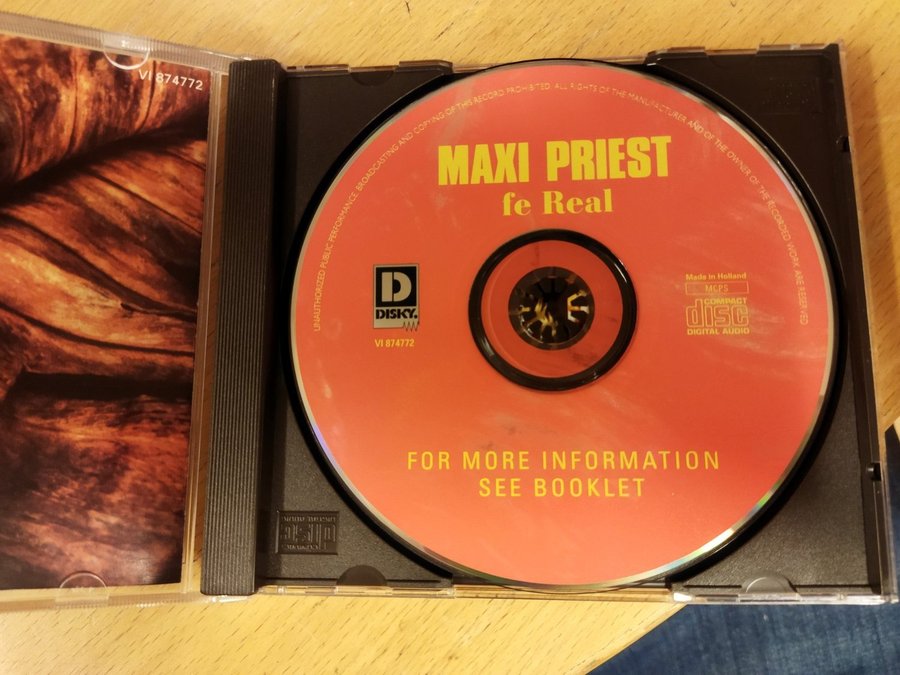 VI 874772
UNAUTHORIZED PUBLIC PERFORMANCE, BROADCASTING AND COPYING OF THIS RECORD PROHIBITED. ALL RIGHTS OF THE MANUFACTURER AND OF THE OWNER OF THE RECORDED WORK ARE RESERVED
MAXI PRIEST
fe Real
D
DISKY.
VI 874772
Made in Holland
MCPS
COMPACT
disc
DIGITAL AUDIO
FOR MORE INFORMATION
SEE BOOKLET
disc